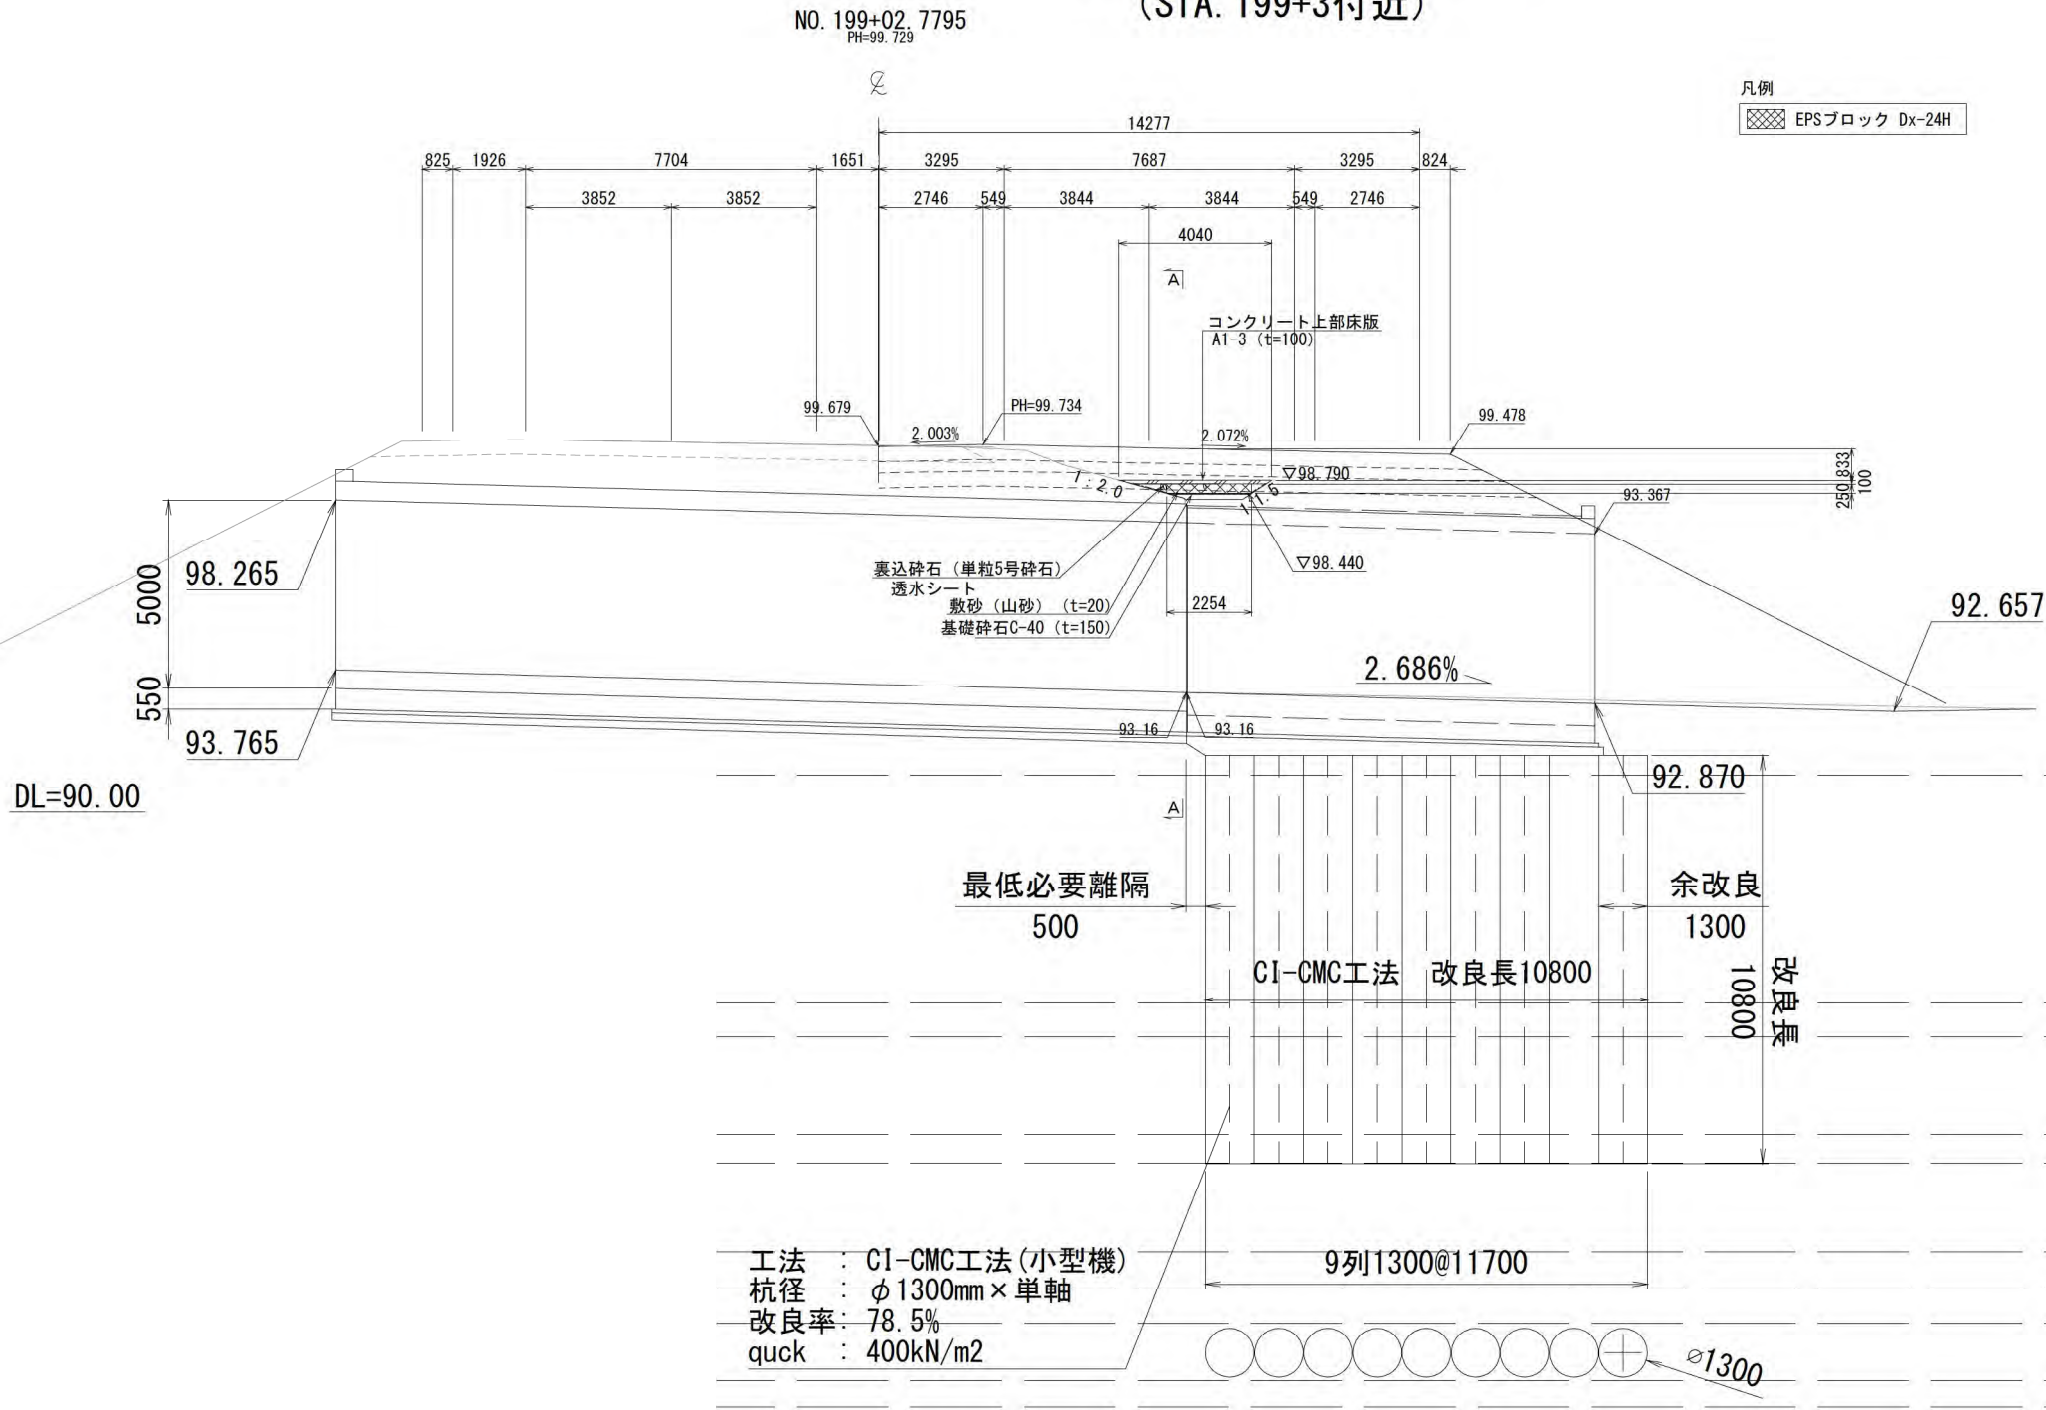 (STA. 199+3付近)
NO. 199+02. 7795
PH=99. 729
凡例
EPSブロック Dx-24H
14277
825 1926 7704 1651 3295 7687 3295 824
3852 3852 2746 549 3844 3844 549 2746
4040
A
コンクリート上部床版
A1-3 (t=100)
99. 679
PH=99. 734
99. 478
2. 003%
2. 072%
1:2.0
▽98. 790
1:1.5
833
250
100
93. 367
98. 265
5000
裏込砕石 (単粒5号砕石)
透水シート
敷砂 (山砂) (t=20)
基礎砕石C-40 (t=150)
▽98. 440
2254
92. 657
2. 686%
550
93. 765
93. 16
93. 16
DL=90. 00
92. 870
A
最低必要離隔
500
余改良
1300
CI-CMC工法 改良長10800
改良長
10800
工法 : CI-CMC工法(小型機)
杭径 : φ1300mm×単軸
改良率: 78. 5%
quck : 400kN/m2
9列1300@11700
⌀1300